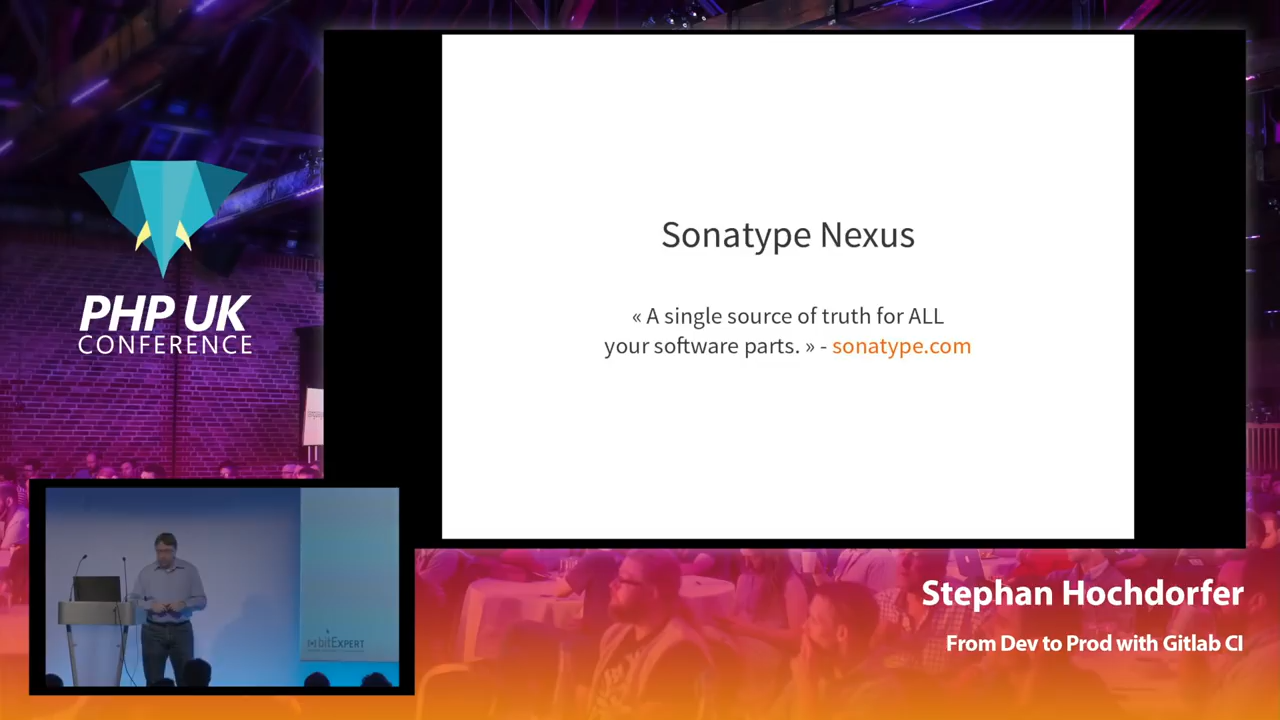 Sonatype Nexus
« A single source of truth for ALL
your software parts. » - sonatype.com
PHP UK
CONFERENCE
bitExpert
Stephan Hochdorfer
From Dev to Prod with Gitlab CI